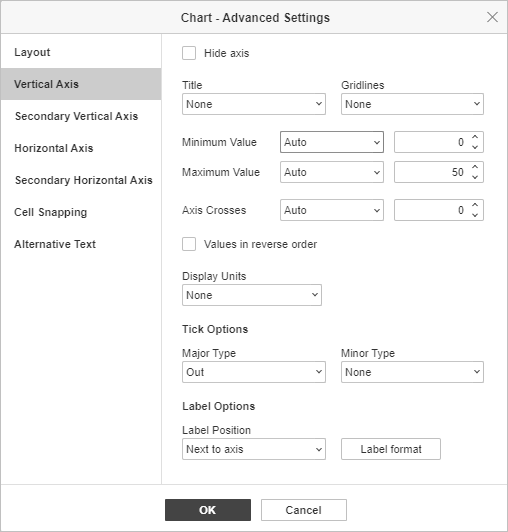 Chart - Advanced Settings
Layout
Vertical Axis
Secondary Vertical Axis
Horizontal Axis
Secondary Horizontal Axis
Cell Snapping
Alternative Text
Hide axis
Title
Gridlines
None
None
Minimum Value Auto 0
Maximum Value Auto 50
Axis Crosses Auto 0
Values in reverse order
Display Units
None
Tick Options
Major Type
Minor Type
Out
None
Label Options
Label Position
Next to axis
Label format
OK
Cancel